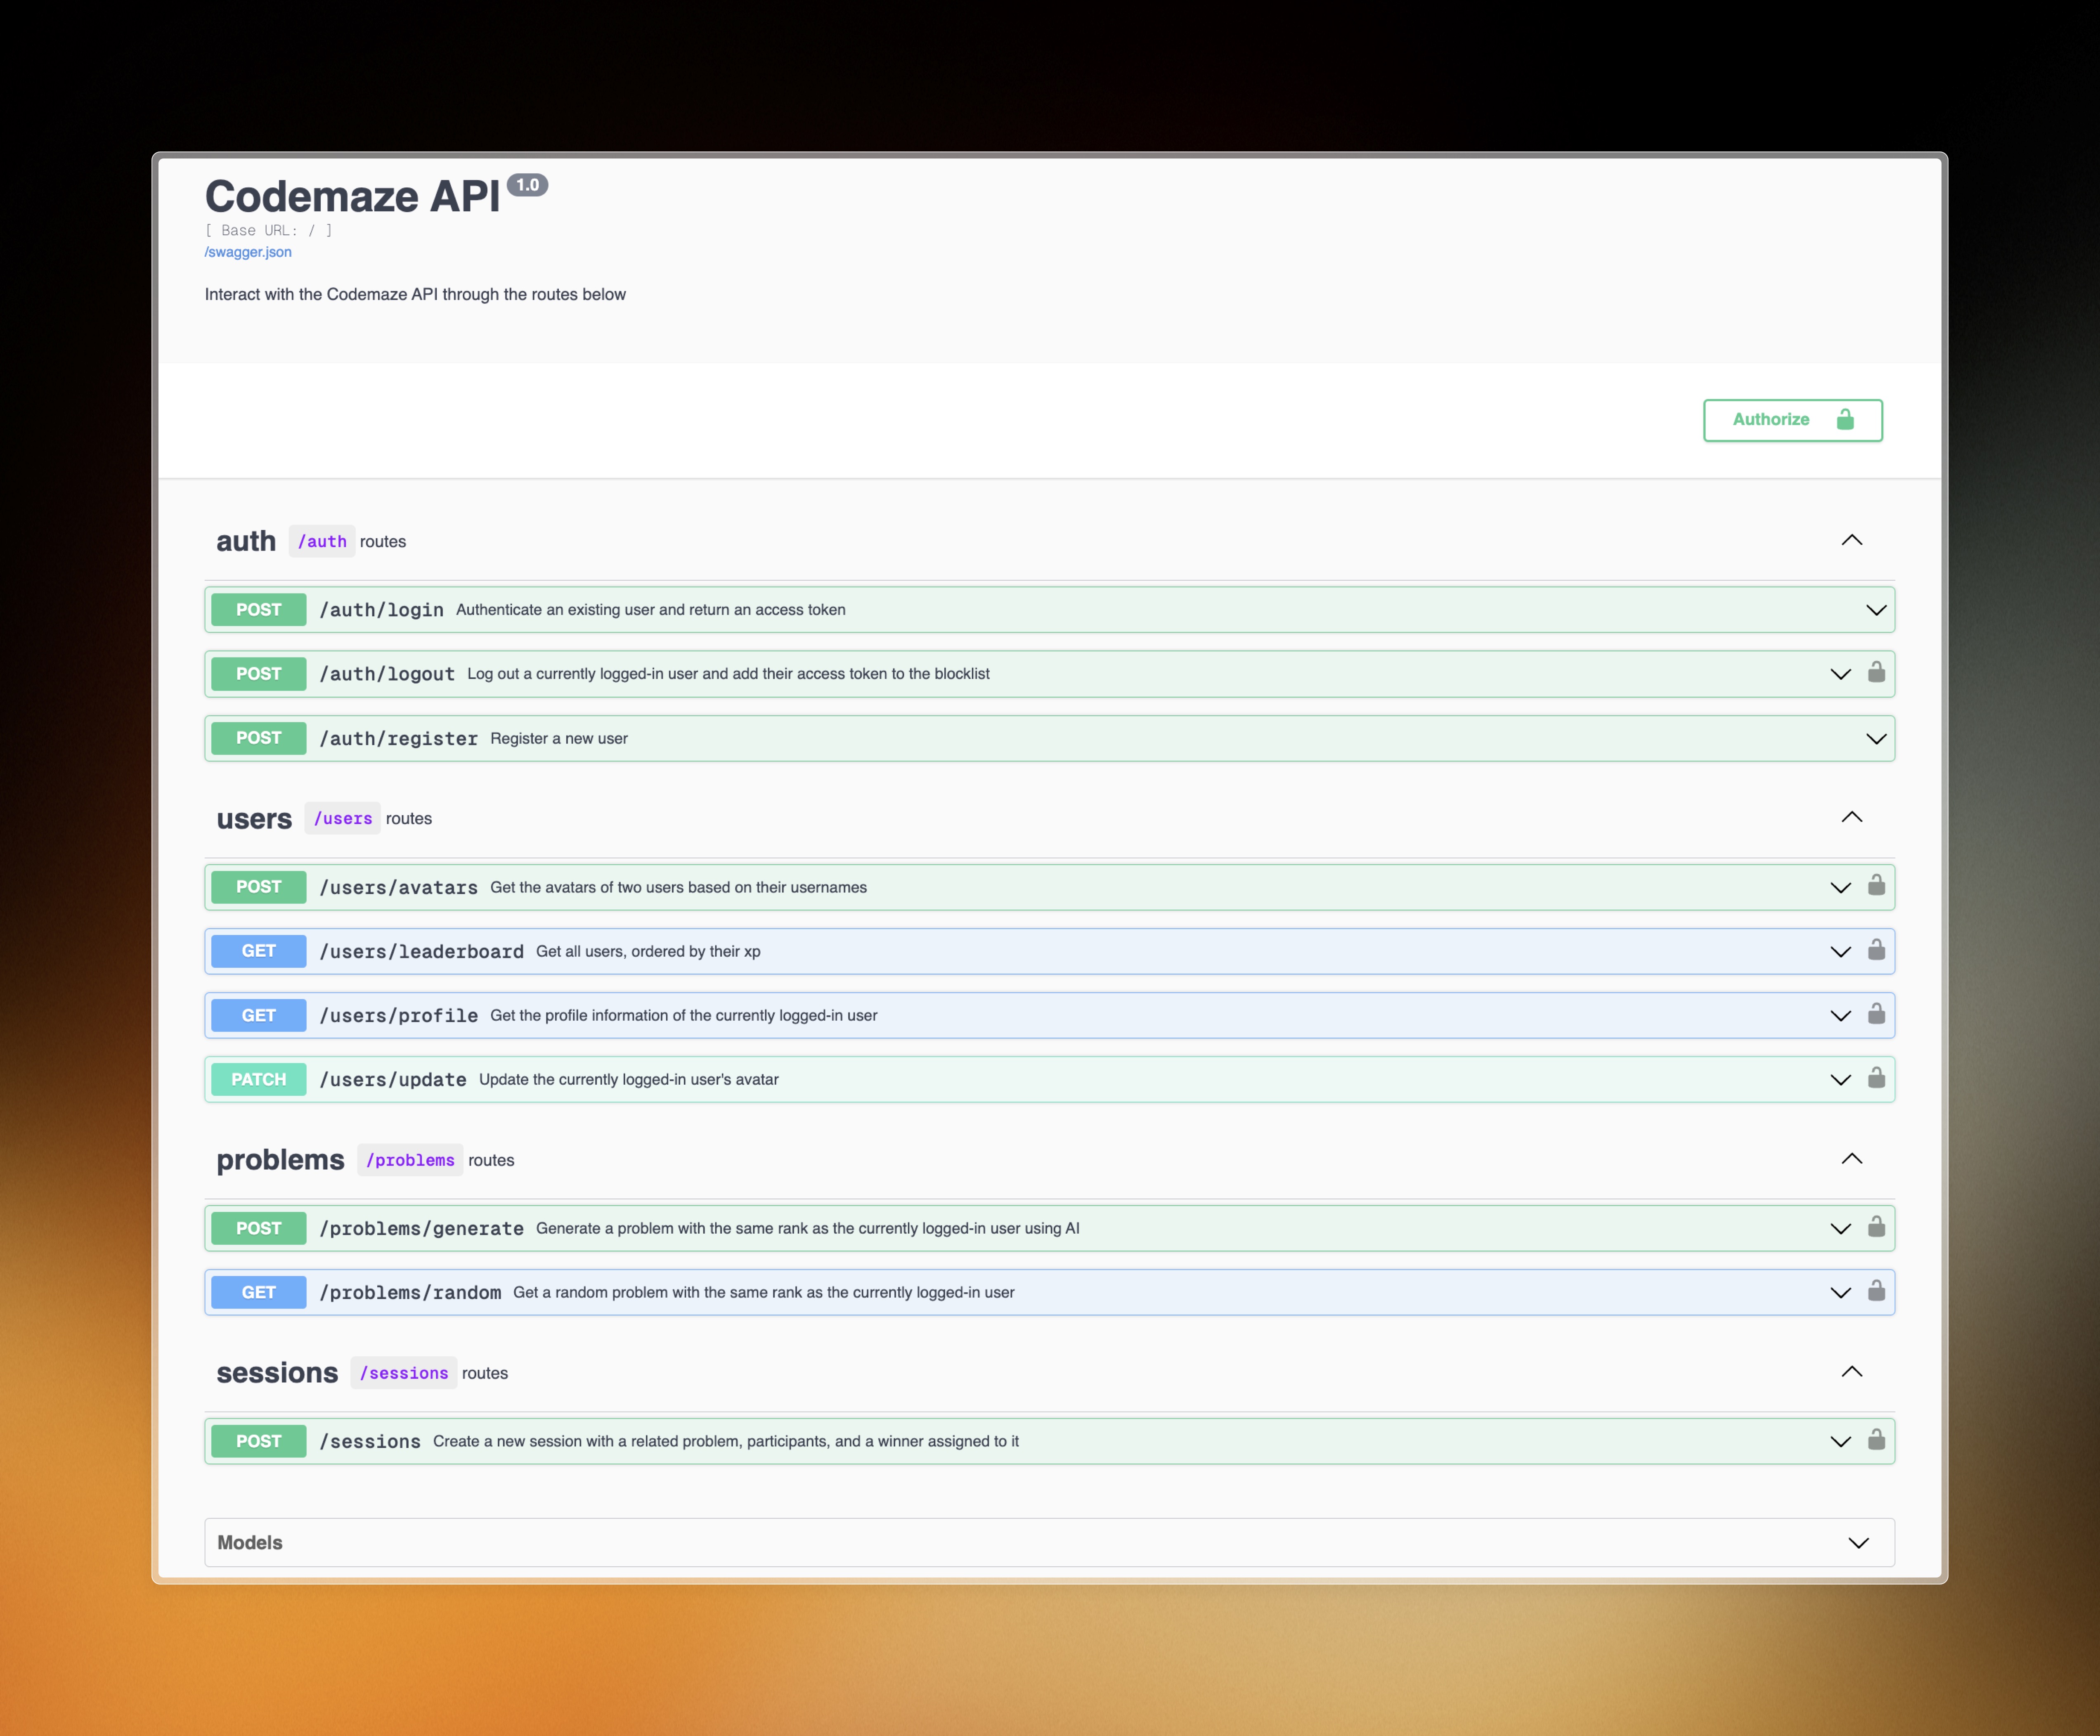 Codemaze API 1.0
[ Base URL: / ]
/swagger.json
Interact with the Codemaze API through the routes below
Authorize
auth /auth routes
POST /auth/login Authenticate an existing user and return an access token
POST /auth/logout Log out a currently logged-in user and add their access token to the blocklist
POST /auth/register Register a new user
users /users routes
POST /users/avatars Get the avatars of two users based on their usernames
GET /users/leaderboard Get all users, ordered by their xp
GET /users/profile Get the profile information of the currently logged-in user
PATCH /users/update Update the currently logged-in user's avatar
problems /problems routes
POST /problems/generate Generate a problem with the same rank as the currently logged-in user using AI
GET /problems/random Get a random problem with the same rank as the currently logged-in user
sessions /sessions routes
POST /sessions Create a new session with a related problem, participants, and a winner assigned to it
Models